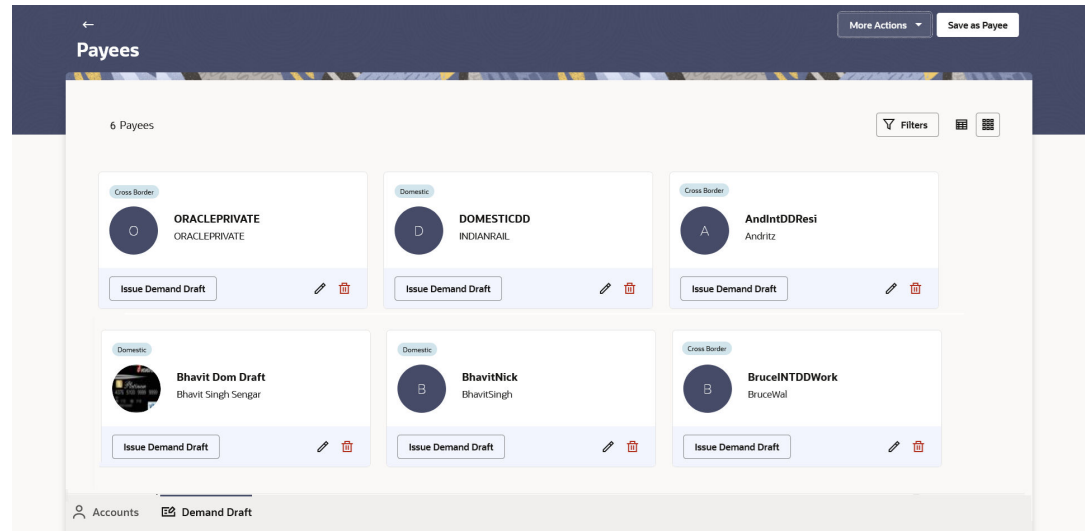 More Actions
Save as Payee
Payees
6 Payees
Filters
Cross Border
O
ORACLEPRIVATE
ORACLEPRIVATE
Issue Demand Draft
Domestic
D
DOMESTICDD
INDIANRAIL
Issue Demand Draft
Cross Border
A
AndIntDDResi
Andritz
Issue Demand Draft
Domestic
Bhavit Dom Draft
Bhavit Singh Sengar
Issue Demand Draft
Domestic
B
BhavitNick
BhavitSingh
Issue Demand Draft
Cross Border
B
BruceINTDDWork
BruceWal
Issue Demand Draft
Accounts
Demand Draft